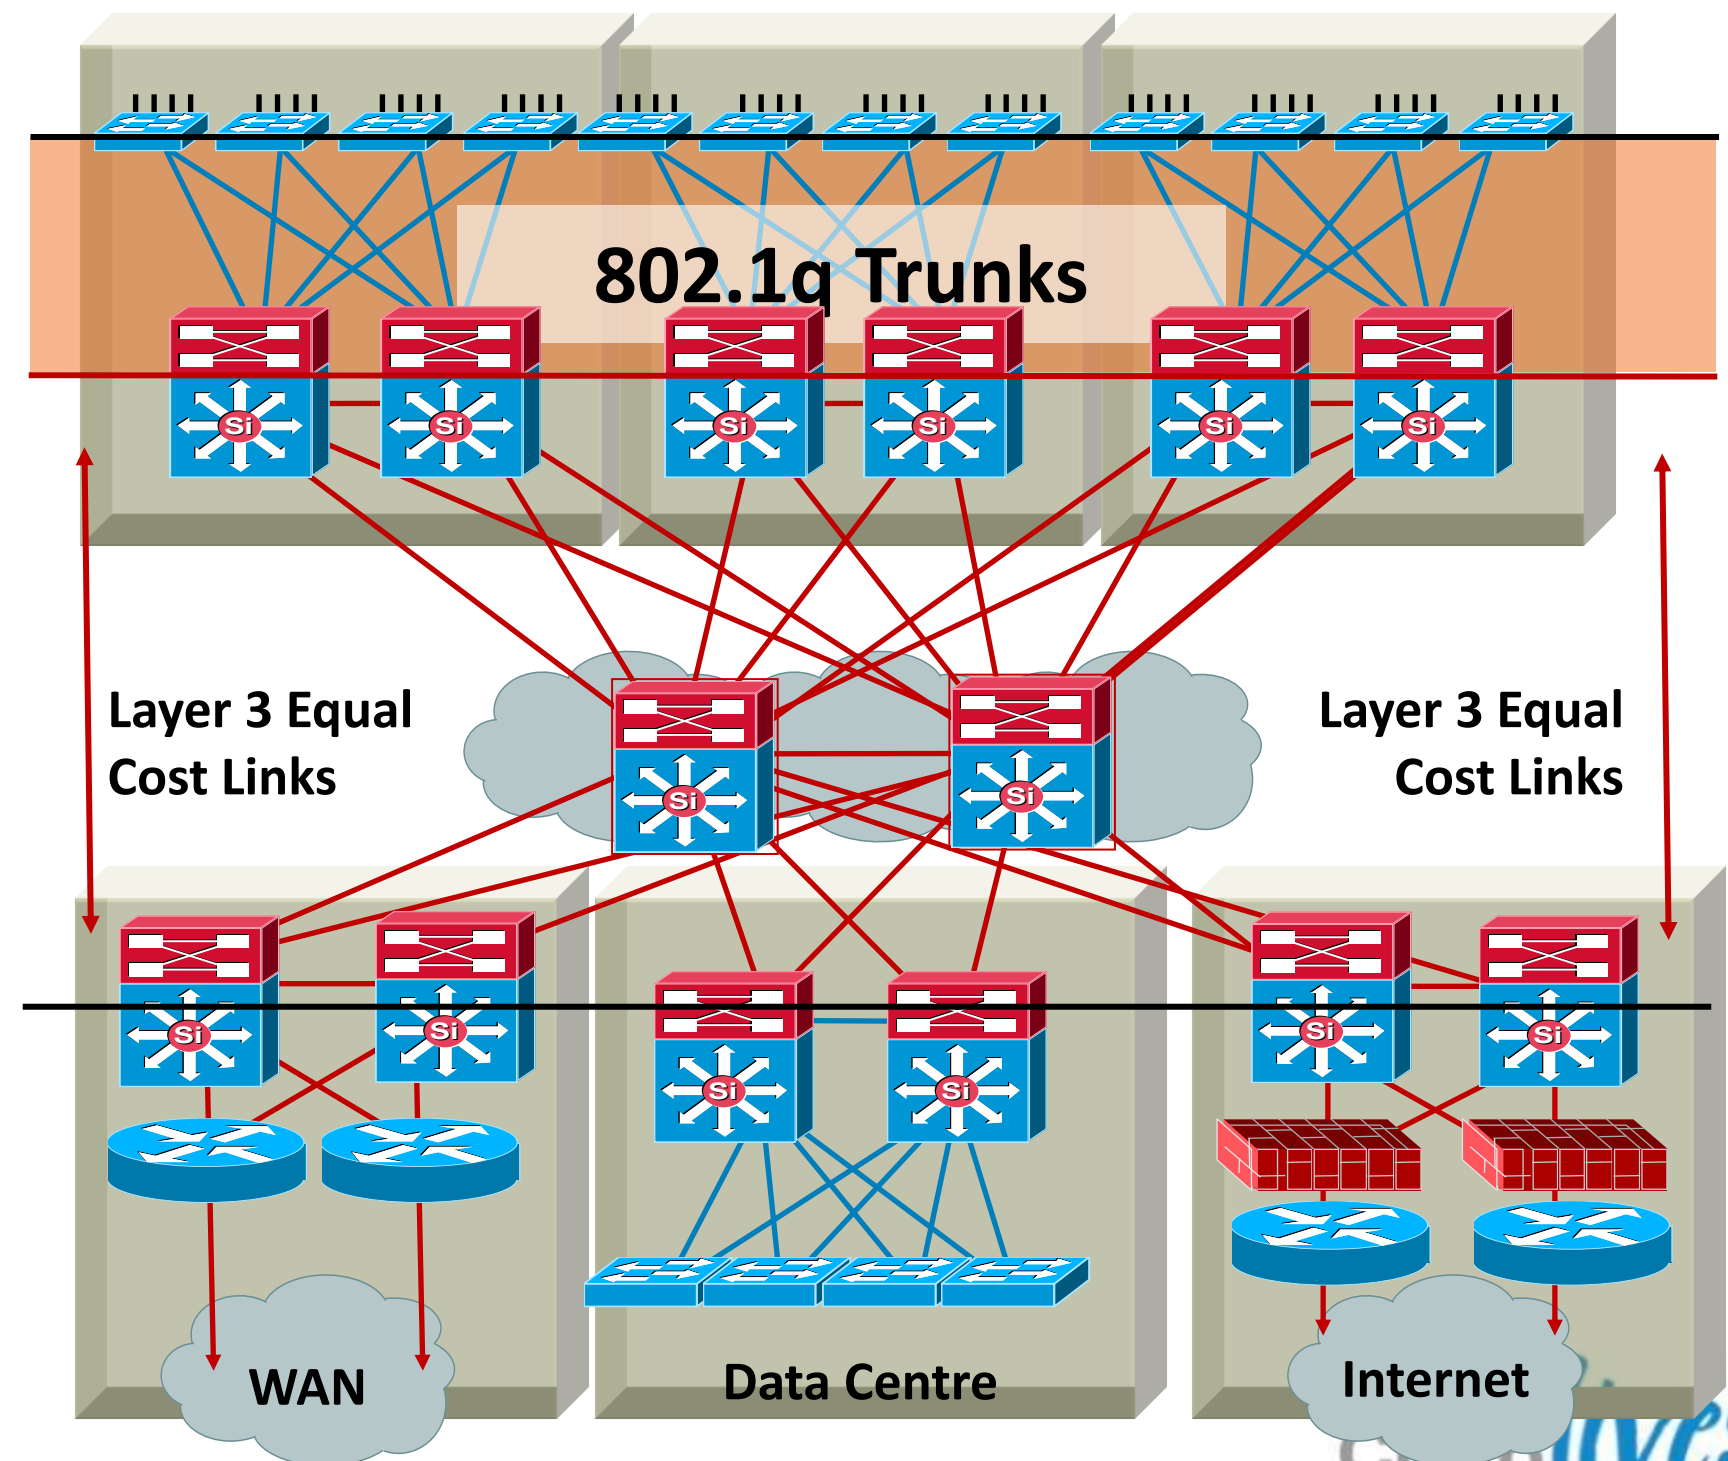 802.1q Trunks
Si
Si
Si
Si
Si
Si
Layer 3 Equal
Cost Links
Layer 3 Equal
Cost Links
Si
Si
Si
Si
Si
Si
Si
Si
WAN
Data Centre
Internet